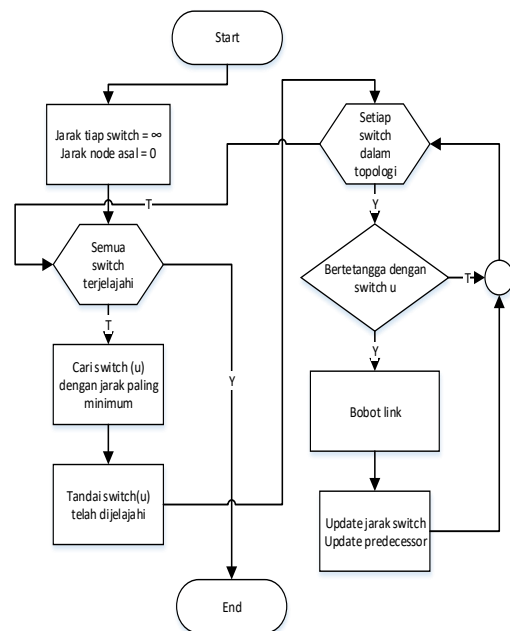 Start
Jarak tiap switch = ∞
Jarak node asal = 0
T
Semua
switch
terjelajahi
T
Y
Cari switch (u)
dengan jarak paling
minimum
Tandai switch(u)
telah dijelajahi
End
Setiap
switch
dalam
topologi
Y
Bertetangga dengan
switch u
T
Y
Bobot link
Update jarak switch
Update predecessor